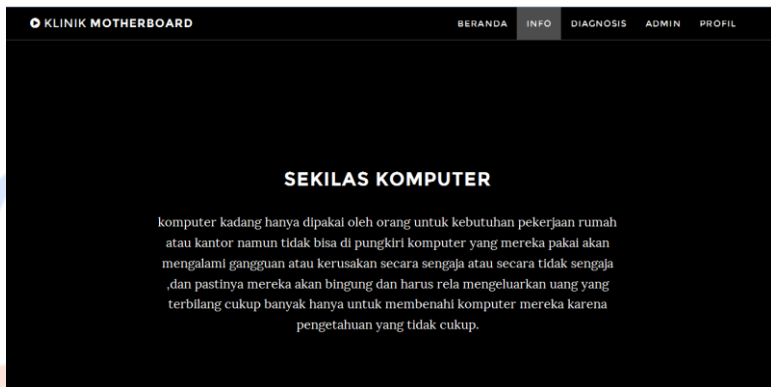 KLINIK MOTHERBOARD
BERANDA INFO DIAGNOSIS ADMIN PROFIL
SEKILAS KOMPUTER
komputer kadang hanya dipakai oleh orang untuk kebutuhan pekerjaan rumah
atau kantor namun tidak bisa di pungkiri komputer yang mereka pakai akan
mengalami gangguan atau kerusakan secara sengaja atau secara tidak sengaja
,dan pastinya mereka akan bingung dan harus rela mengeluarkan uang yang
terbilang cukup banyak hanya untuk membenahi komputer mereka karena
pengetahuan yang tidak cukup.